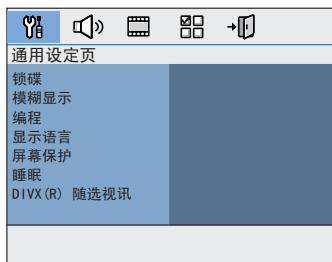 通用设定页
锁碟
模糊显示
编程
显示语言
屏幕保护
睡眠
DIVX(R) 随选视讯